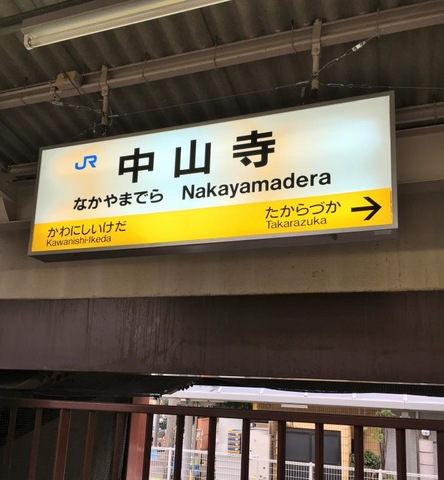 JR 中山寺
なかやまでら Nakayamadera
かわにしいけだ たからづか →
Kawanishi-Ikeda Takarazuka